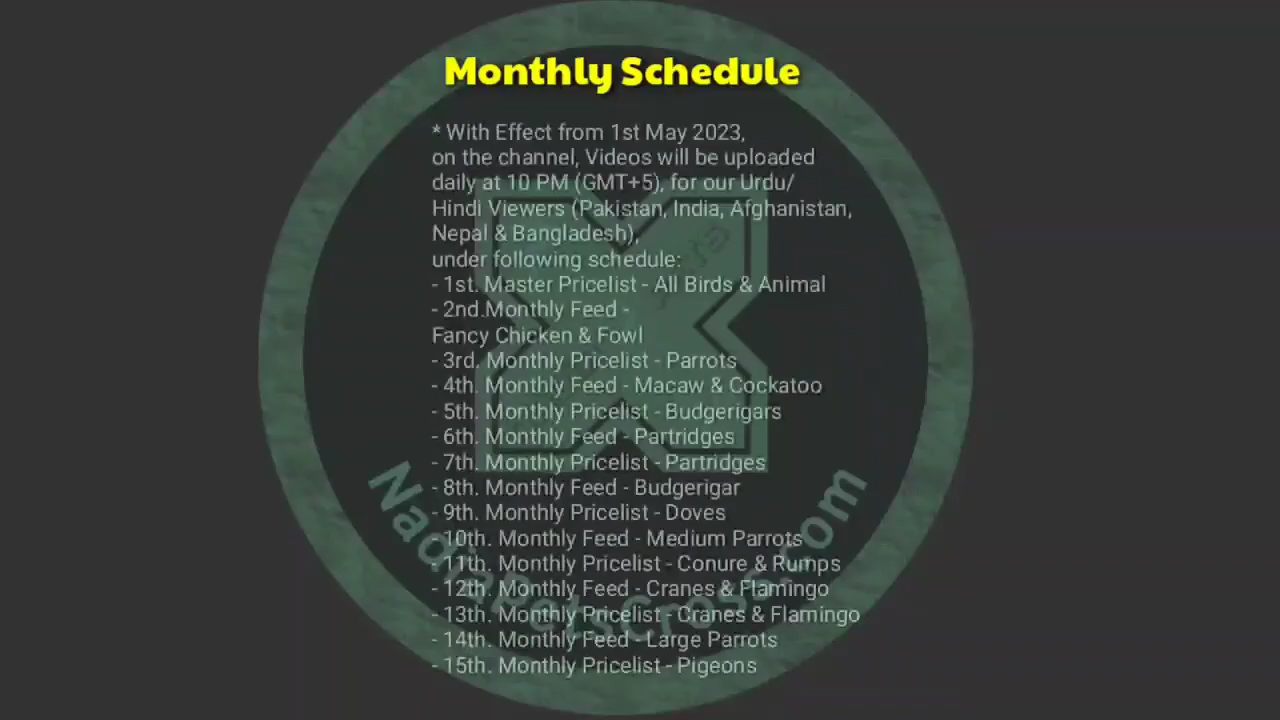 Monthly Schedule
* With Effect from 1st May 2023,
on the channel, Videos will be uploaded
daily at 10 PM (GMT+5), for our Urdu/
Hindi Viewers (Pakistan, India, Afghanistan,
Nepal & Bangladesh),
under following schedule:
- 1st. Master Pricelist - All Birds & Animal
- 2nd.Monthly Feed -
Fancy Chicken & Fowl
- 3rd. Monthly Pricelist - Parrots
- 4th. Monthly Feed - Macaw & Cockatoo
- 5th. Monthly Pricelist - Budgerigars
- 6th. Monthly Feed - Partridges
- 7th. Monthly Pricelist - Partridges
- 8th. Monthly Feed - Budgerigar
- 9th. Monthly Pricelist - Doves
- 10th. Monthly Feed - Medium Parrots
- 11th. Monthly Pricelist - Conure & Rumps
- 12th. Monthly Feed - Cranes & Flamingo
- 13th. Monthly Pricelist - Cranes & Flamingo
- 14th. Monthly Feed - Large Parrots
- 15th. Monthly Pricelist - Pigeons